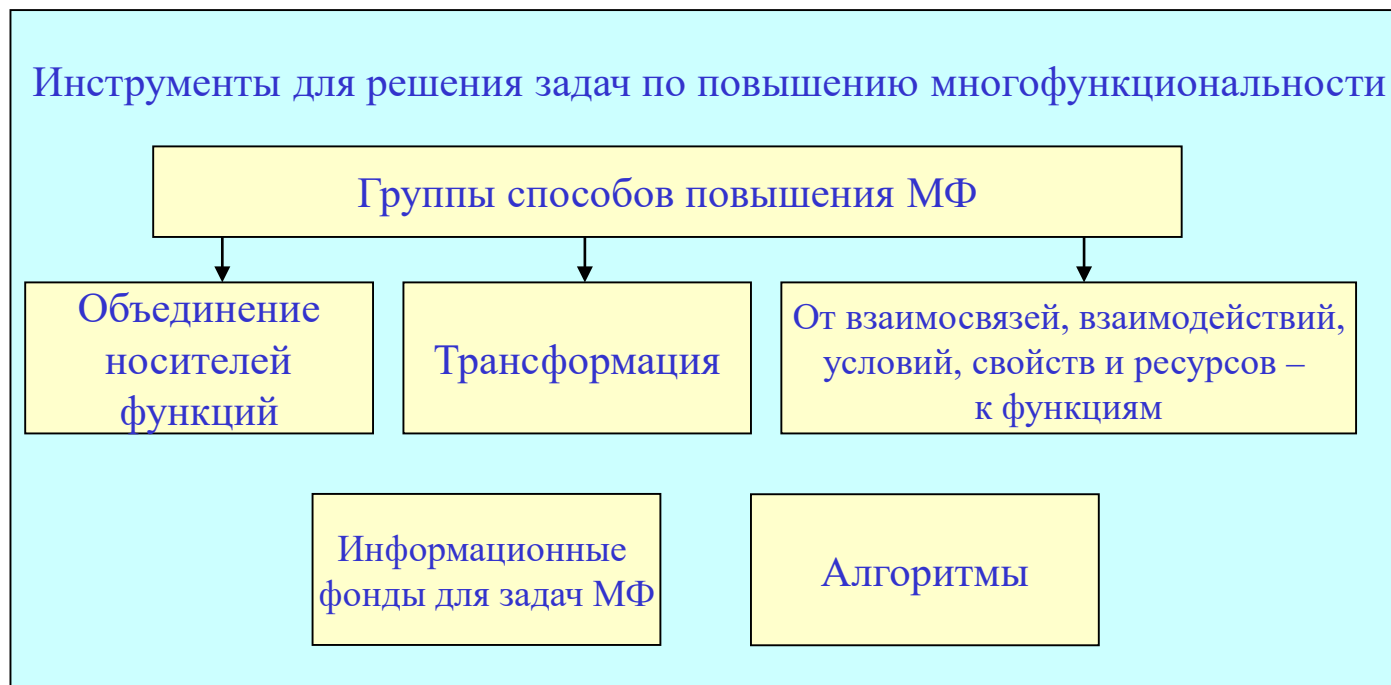 Инструменты для решения задач по повышению многофункциональности
Группы способов повышения МФ
Объединение
носителей
функций
Трансформация
От взаимосвязей, взаимодействий,
условий, свойств и ресурсов –
к функциям
Информационные
фонды для задач МФ
Алгоритмы